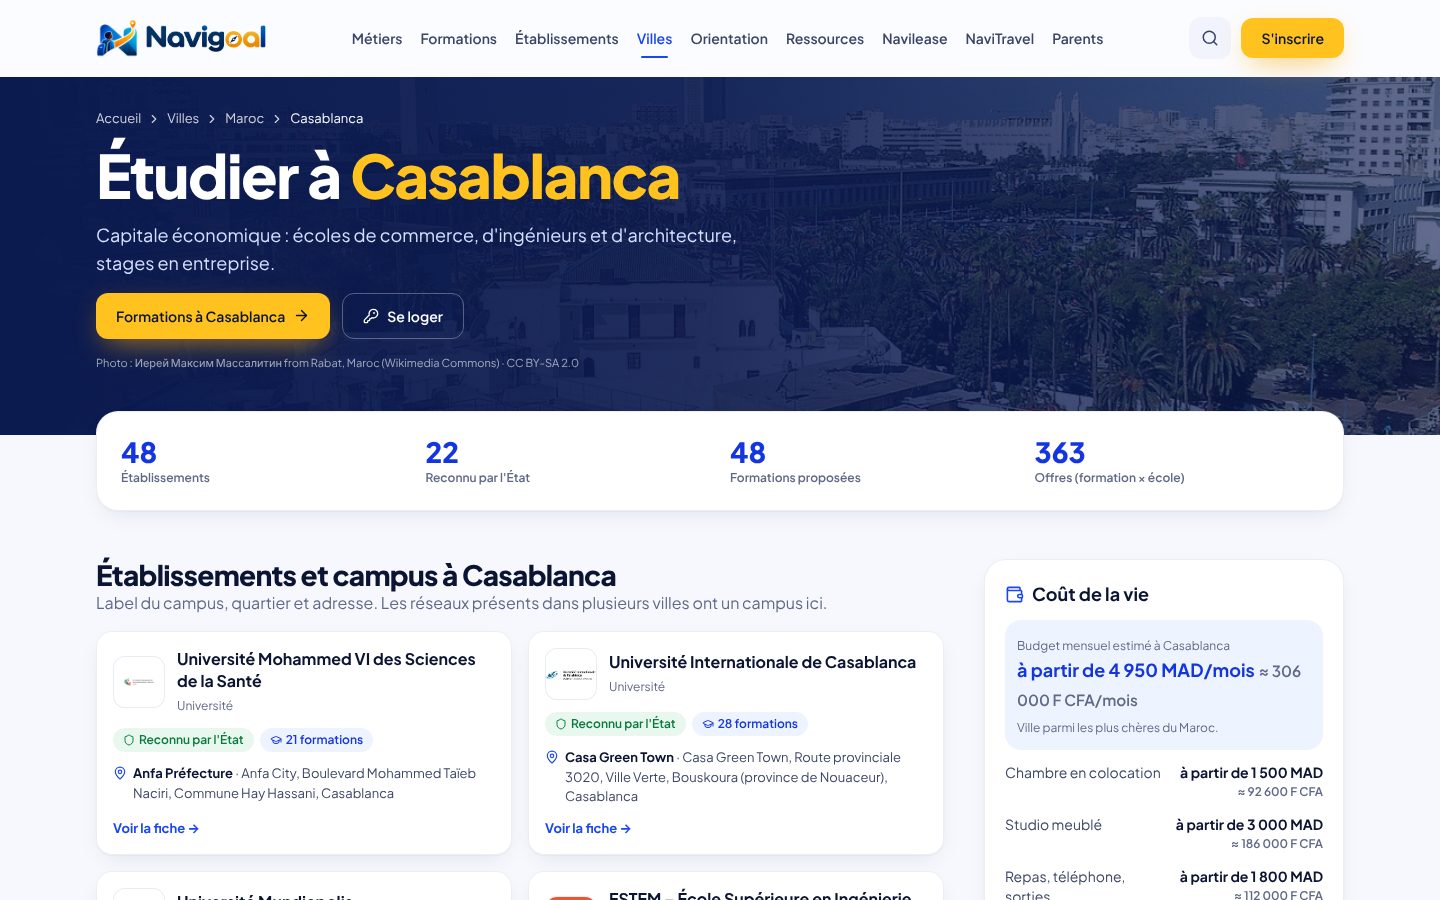 Navigoal
Métiers
Formations
Établissements
Villes
Orientation
Ressources
Navilease
NaviTravel
Parents
S'inscrire
Accueil > Villes > Maroc > Casablanca
Étudier à Casablanca
Capitale économique : écoles de commerce, d'ingénieurs et d'architecture,
stages en entreprise.
Formations à Casablanca →
Se loger
Photo : Иерей Максим Массалитин from Rabat, Maroc (Wikimedia Commons) · CC BY-SA 2.0
48
Établissements
22
Reconnu par l'État
48
Formations proposées
363
Offres (formation × école)
Établissements et campus à Casablanca
Label du campus, quartier et adresse. Les réseaux présents dans plusieurs villes ont un campus ici.
Université Mohammed VI des Sciences
de la Santé
Université
Reconnu par l'État
21 formations
Anfa Préfecture · Anfa City, Boulevard Mohammed Taïeb
Naciri, Commune Hay Hassani, Casablanca
Voir la fiche →
Université Internationale de Casablanca
Université
Reconnu par l'État
28 formations
Casa Green Town · Casa Green Town, Route provinciale
3020, Ville Verte, Bouskoura (province de Nouaceur),
Casablanca
Voir la fiche →
Université Mundiapolis
ESTEM – École Supérieure en Ingénierie
Coût de la vie
Budget mensuel estimé à Casablanca
à partir de 4 950 MAD/mois ≈ 306
000 F CFA/mois
Ville parmi les plus chères du Maroc.
Chambre en colocation
à partir de 1 500 MAD
≈ 92 600 F CFA
Studio meublé
à partir de 3 000 MAD
≈ 186 000 F CFA
Repas, téléphone,
sorties
à partir de 1 800 MAD
≈ 112 000 F CFA